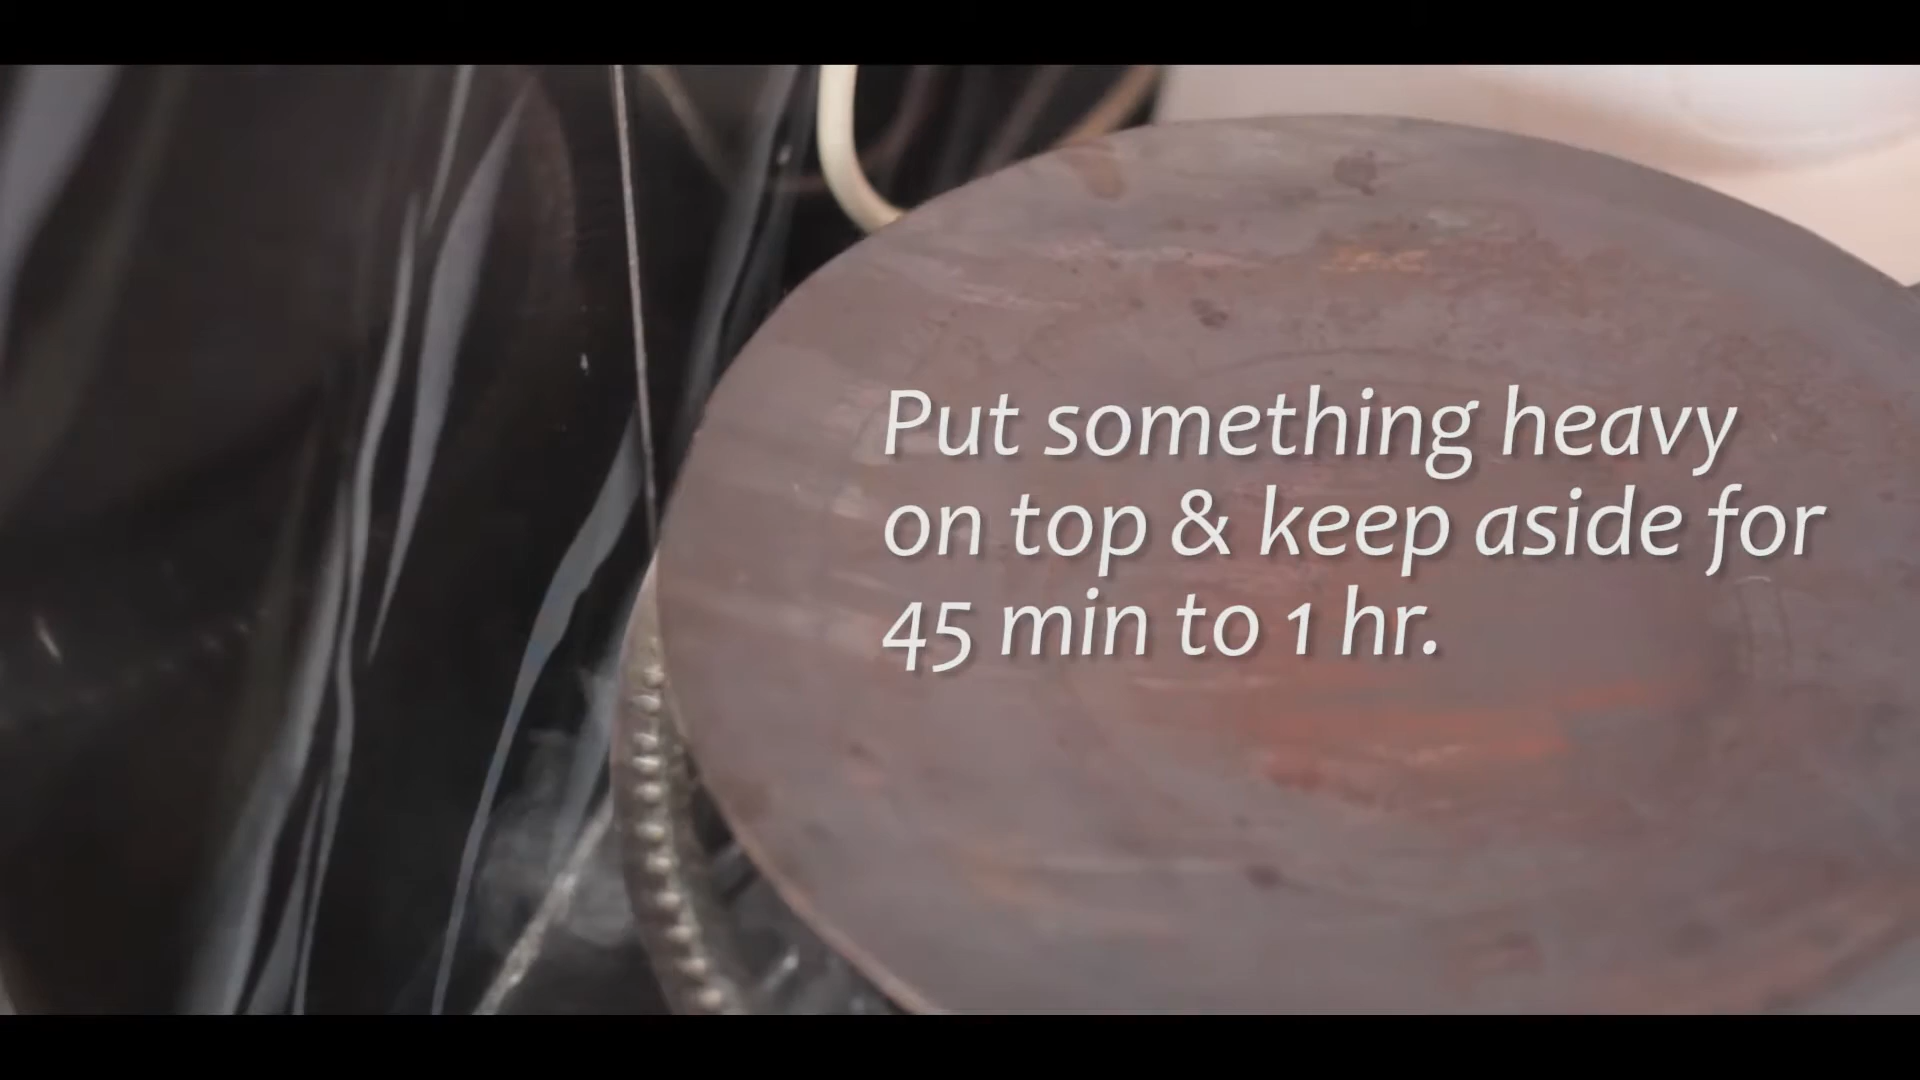 Put something heavy
on top & keep aside for
45 min to 1 hr.